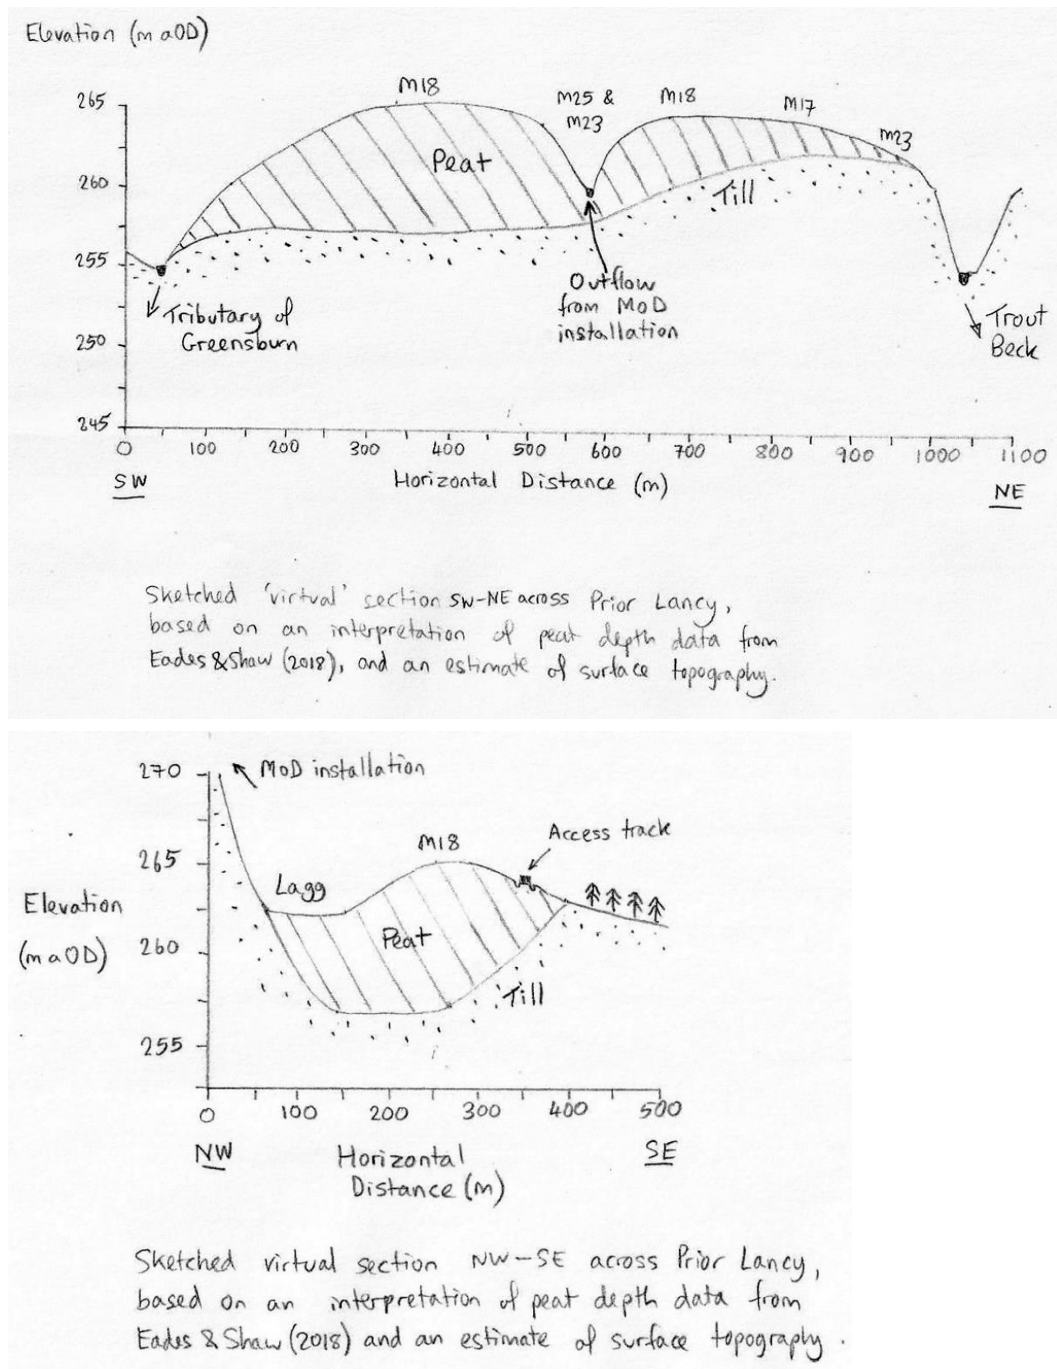 Elevation (m aOD)
M18
M25 &
M23
M18
M17
M23
265
260
255
250
245
Peat
Till
Outflow
from MoD
installation
Tributary of
Greensburn
Trout
Beck
0 100 200 300 400 500 600 700 800 900 1000 1100
SW
Horizontal Distance (m)
NE
Sketched 'virtual' section SW-NE across Prior Lancy,
based on an interpretation of peat depth data from
Eades & Shaw (2018), and an estimate of surface topography.
270
MoD installation
M18
Access track
265
Lagg
Elevation
(m aOD)
260
Peat
Till
255
0 100 200 300 400 500
NW
Horizontal
Distance (m)
SE
Sketched virtual section NW-SE across Prior Lancy,
based on an interpretation of peat depth data from
Eades & Shaw (2018) and an estimate of surface topography.